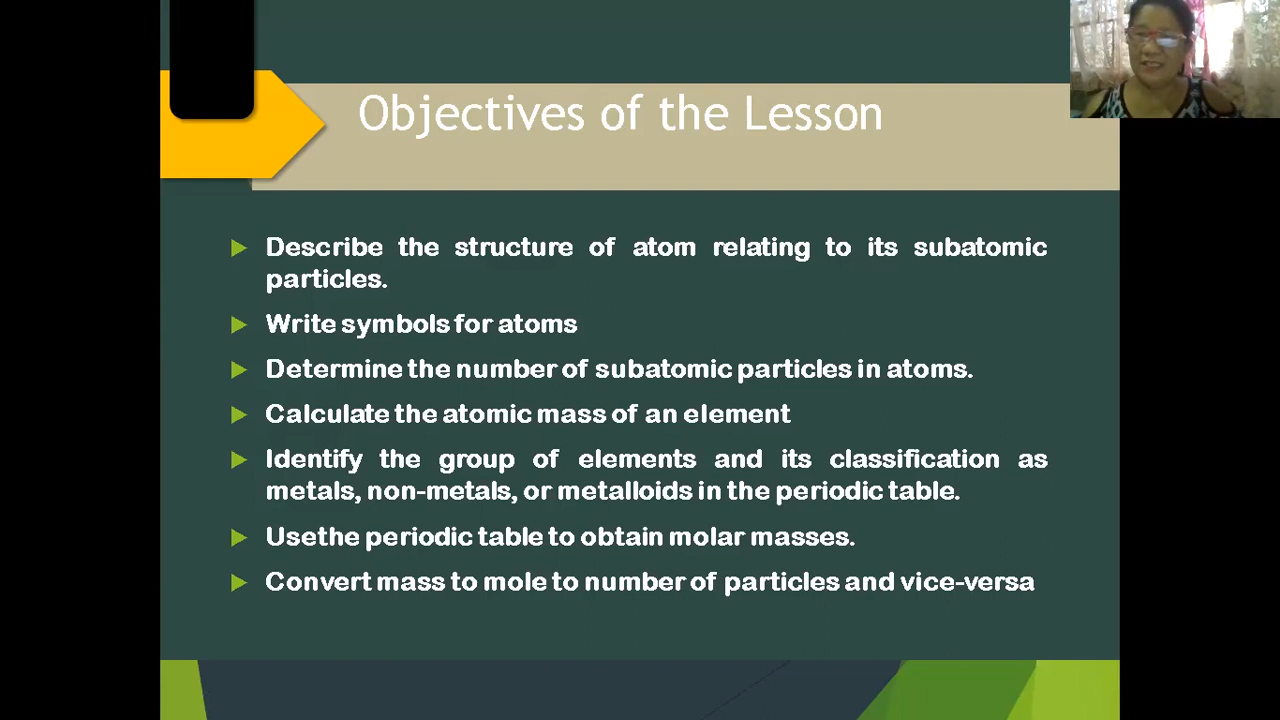 Objectives of the Lesson
Describe the structure of atom relating to its subatomic
particles.
Write symbols for atoms
Determine the number of subatomic particles in atoms.
Calculate the atomic mass of an element
Identify the group of elements and its classification as
metals, non-metals, or metalloids in the periodic table.
Usethe periodic table to obtain molar masses.
Convert mass to mole to number of particles and vice-versa